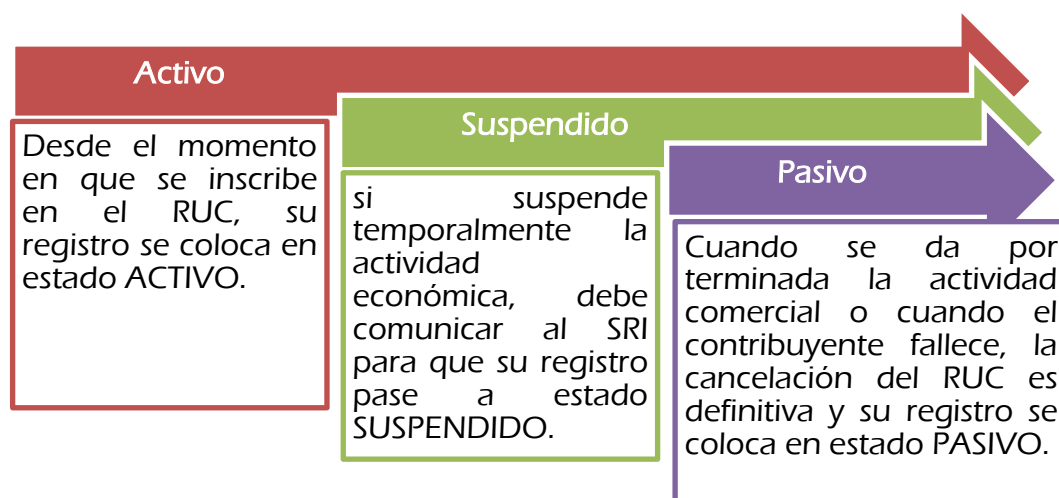 Activo
Desde el momento
en que se inscribe
en el RUC, su
registro se coloca en
estado ACTIVO.
Suspendido
si suspende
temporalmente la
actividad
económica, debe
comunicar al SRI
para que su registro
pase a estado
SUSPENDIDO.
Pasivo
Cuando se da por
terminada la actividad
comercial o cuando el
contribuyente fallece, la
cancelación del RUC es
definitiva y su registro se
coloca en estado PASIVO.